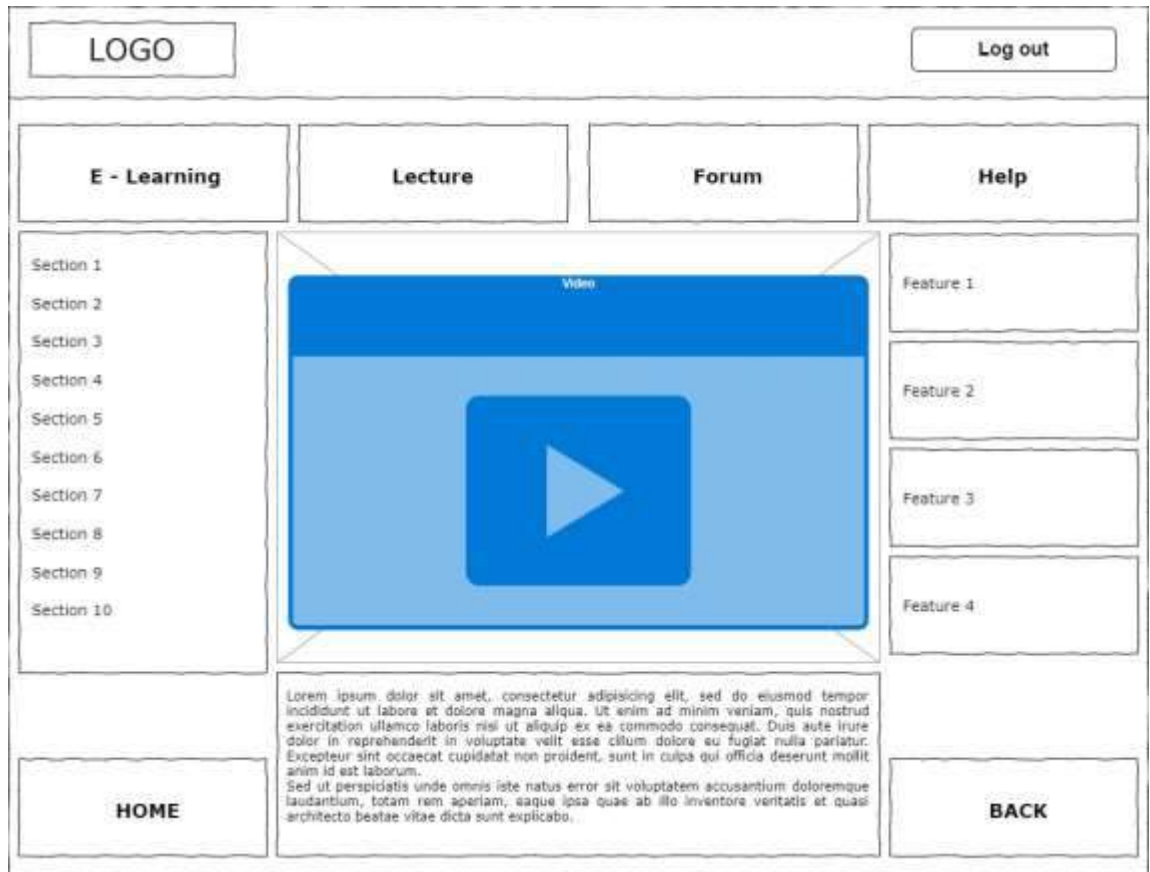 LOGO
Log out
E - Learning
Lecture
Forum
Help
Section 1
Section 2
Section 3
Section 4
Section 5
Section 6
Section 7
Section 8
Section 9
Section 10
Video
Feature 1
Feature 2
Feature 3
Feature 4
Lorem ipsum dolor sit amet, consectetur adipisicing elit, sed do eiusmod tempor
incididunt ut labore et dolore magna aliqua. Ut enim ad minim veniam, quis nostrud
exercitation ullamco laboris nisi ut aliquip ex ea commodo consequat. Duis aute irure
dolor in reprehenderit in voluptate velit esse cillum dolore eu fugiat nulla pariatur.
Excepteur sint occaecat cupidatat non proident, sunt in culpa qui officia deserunt mollit
anim id est laborum.
Sed ut perspiciatis unde omnis iste natus error sit voluptatem accusantium doloremque
laudantium, totam rem aperiam, eaque ipsa quae ab illo inventore veritatis et quasi
architecto beatae vitae dicta sunt explicabo.
HOME
BACK